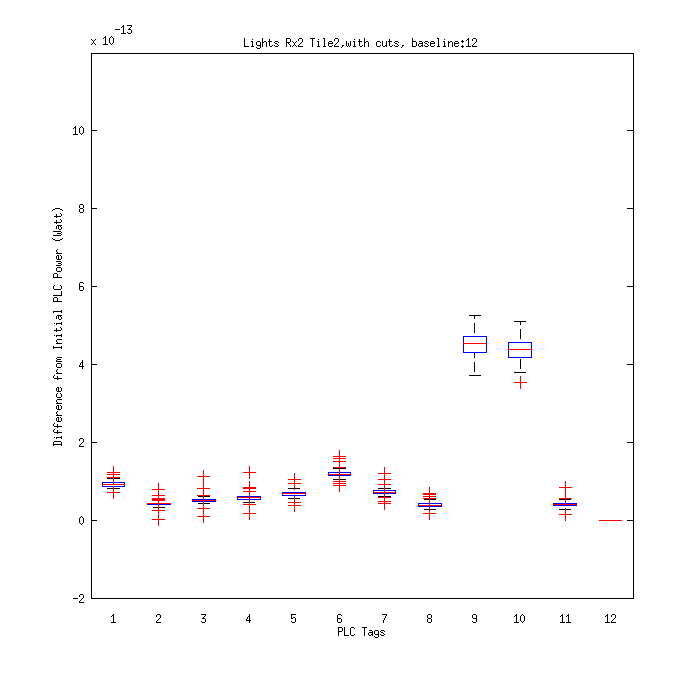 x 10-13
Lights Rx2 Tile2,with cuts, baseline:12
10
8
6
4
2
0
-2
Difference from Initial PLC Power (Watt)
1 2 3 4 5 6 7 8 9 10 11 12
PLC Tags